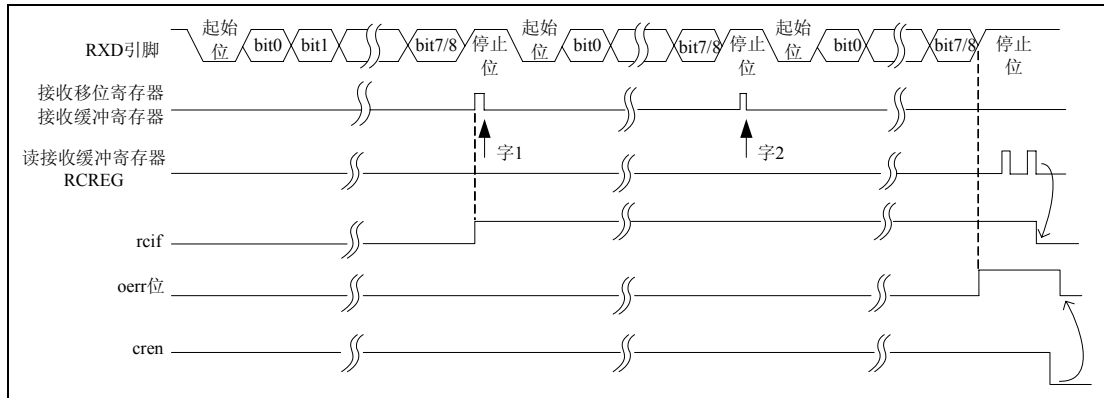 RXD引脚
起始位 bit0 bit1 bit7/8 停止位 起始位 bit0 bit7/8 停止位 起始位 bit0 bit7/8 停止位
接收移位寄存器
接收缓冲寄存器
字1 字2
读接收缓冲寄存器
RCREG
rcif
oerr位
cren